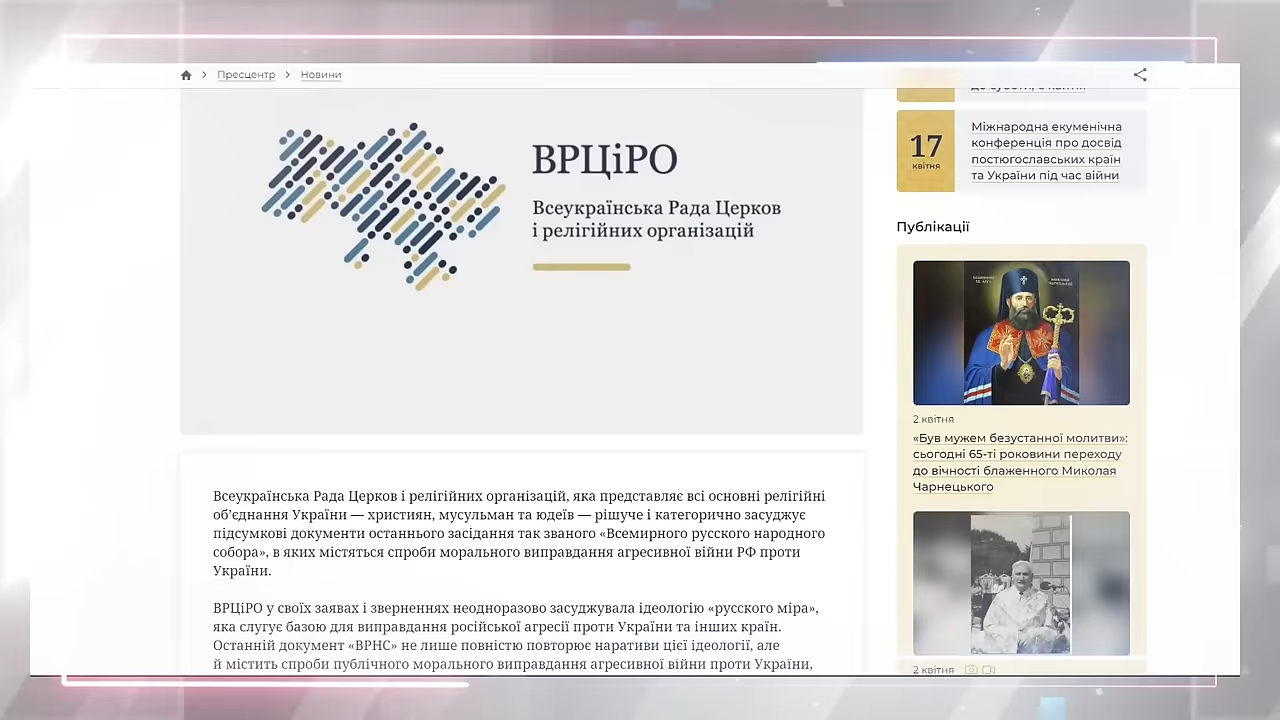 Пресцентр
Новини
ВРЦіРО
Всеукраїнська Рада Церков
і релігійних організацій
Всеукраїнська Рада Церков і релігійних організацій, яка представляє всі основні релігійні
об’єднання України — християн, мусульман та юдеїв — рішуче і категорично засуджує
підсумкові документи останнього засідання так званого «Всемирного русского народного
собора», в яких містяться спроби морального виправдання агресивної війни РФ проти
України.
ВРЦіРО у своїх заявах і зверненнях неодноразово засуджувала ідеологію «русского міра»,
яка слугує базою для виправдання російської агресії проти України та інших країн.
Останній документ «ВРНС» не лише повністю повторює наративи цієї ідеології, але
й містить спроби публічного морального виправдання агресивної війни проти України,
17
квітня
Міжнародна екуменічна
конференція про досвід
постюгославських країн
та України під час війни
Публікації
2 квітня
«Був мужем безустанної молитви»:
сьогодні 65-ті роковини переходу
до вічності блаженного Миколая
Чарнецького
2 квітня